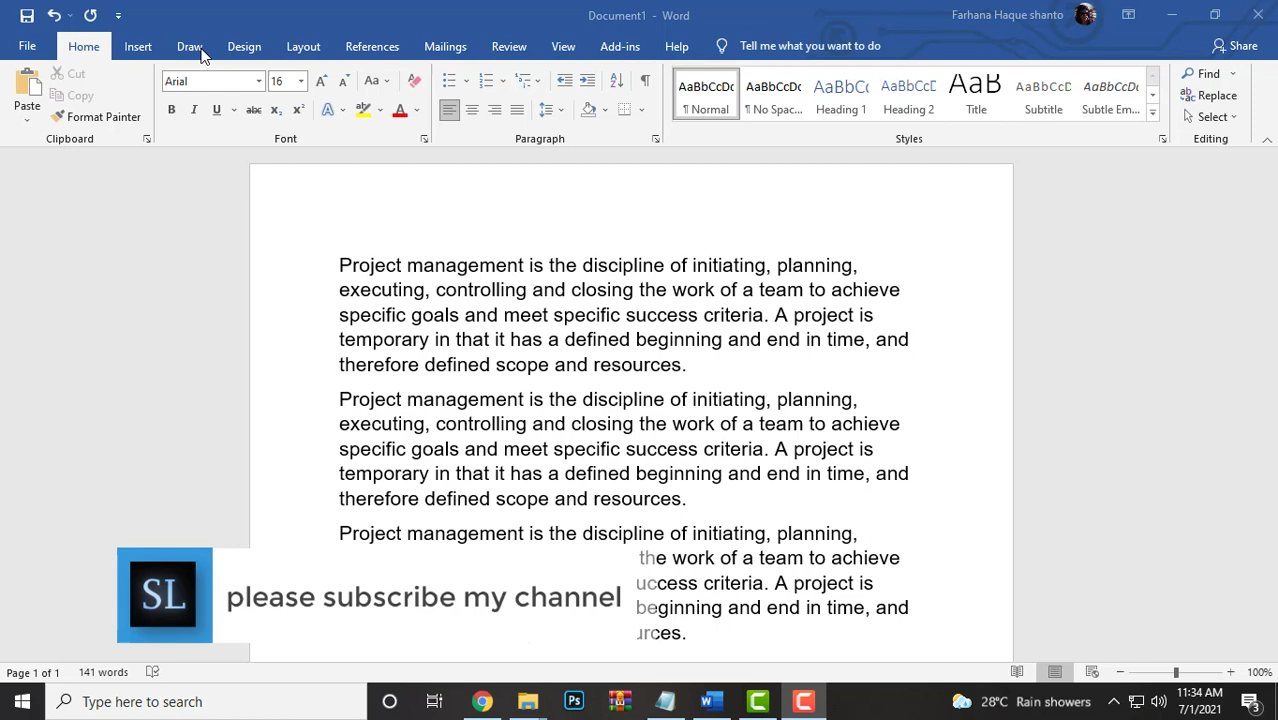 Document1 - Word
Farhana Haque shanto
File Home Insert Draw Design Layout References Mailings Review View Add-ins Help Tell me what you want to do Share
Paste
Cut
Copy
Format Painter
Arial 16
AaBbCcDc AaBbCcDc AaBbCc AaBbCcC AaB AaBbCcD AaBbCcDc
¶ Normal ¶ No Spac... Heading 1 Heading 2 Title Subtitle Subtle Em...
Find
Replace
Select
Clipboard Font Paragraph Styles Editing
Project management is the discipline of initiating, planning,
executing, controlling and closing the work of a team to achieve
specific goals and meet specific success criteria. A project is
temporary in that it has a defined beginning and end in time, and
therefore defined scope and resources.
Project management is the discipline of initiating, planning,
executing, controlling and closing the work of a team to achieve
specific goals and meet specific success criteria. A project is
temporary in that it has a defined beginning and end in time, and
therefore defined scope and resources.
Project management is the discipline of initiating, planning,
the work of a team to achieve
success criteria. A project is
beginning and end in time, and
SL
please subscribe my channel
Page 1 of 1 141 words 100%
Type here to search
28°C Rain showers
11:34 AM
7/1/2021
3